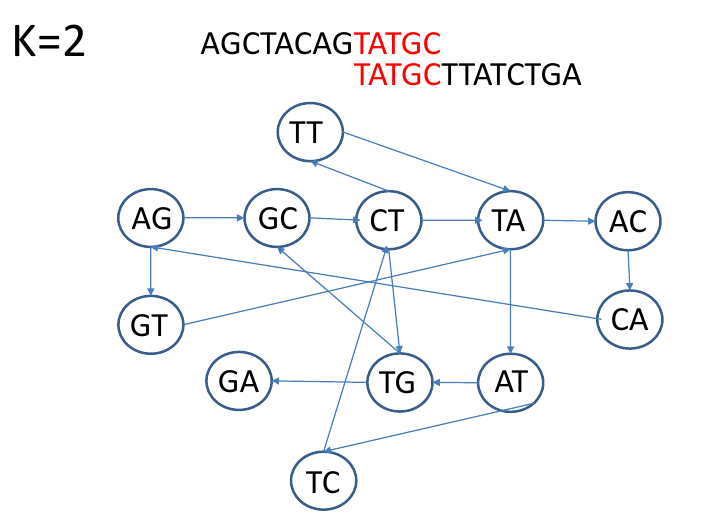 K=2
AGCTACAGTATGC
TATGCTTATCTGA
TT
AG GC CT TA AC
GT CA
GA TG AT
TC